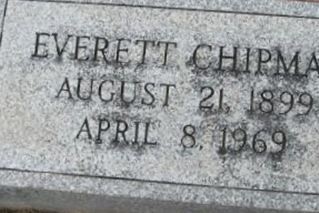 EVERETT CHIPMA
AUGUST 21, 1899
APRIL 8, 1969